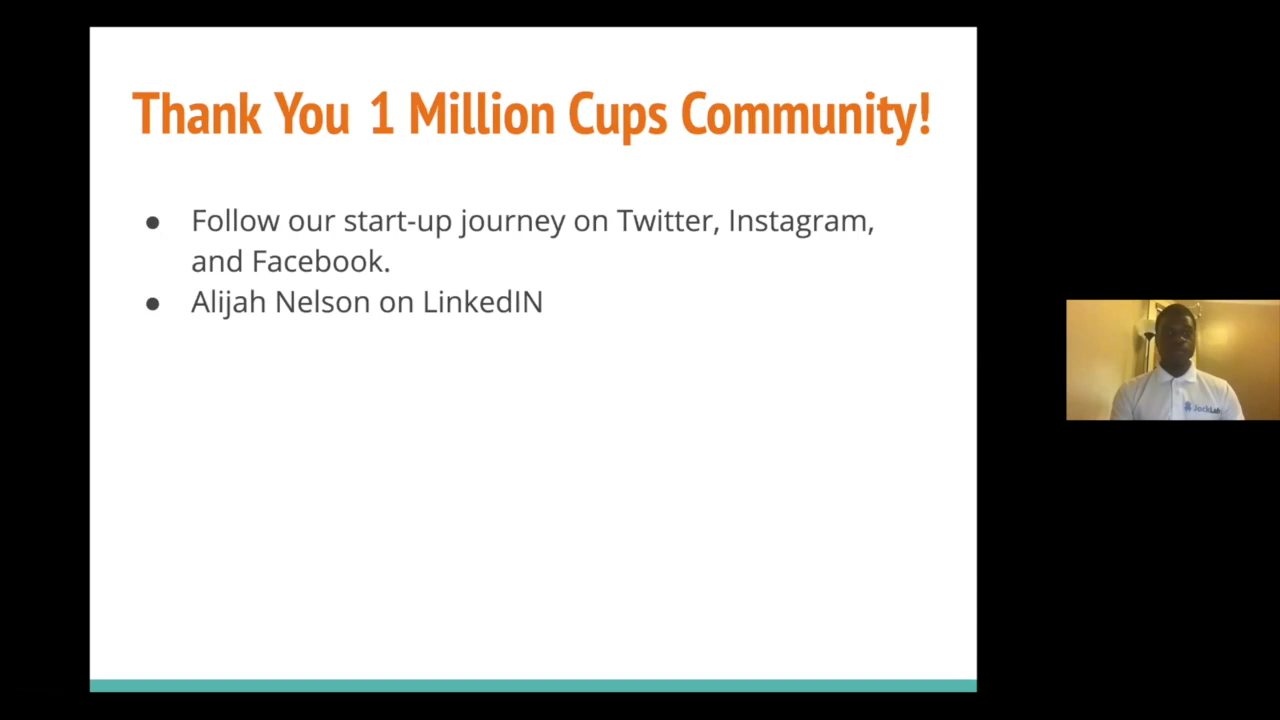 Thank You 1 Million Cups Community!
● Follow our start-up journey on Twitter, Instagram,
and Facebook.
● Alijah Nelson on LinkedIN
JockLab